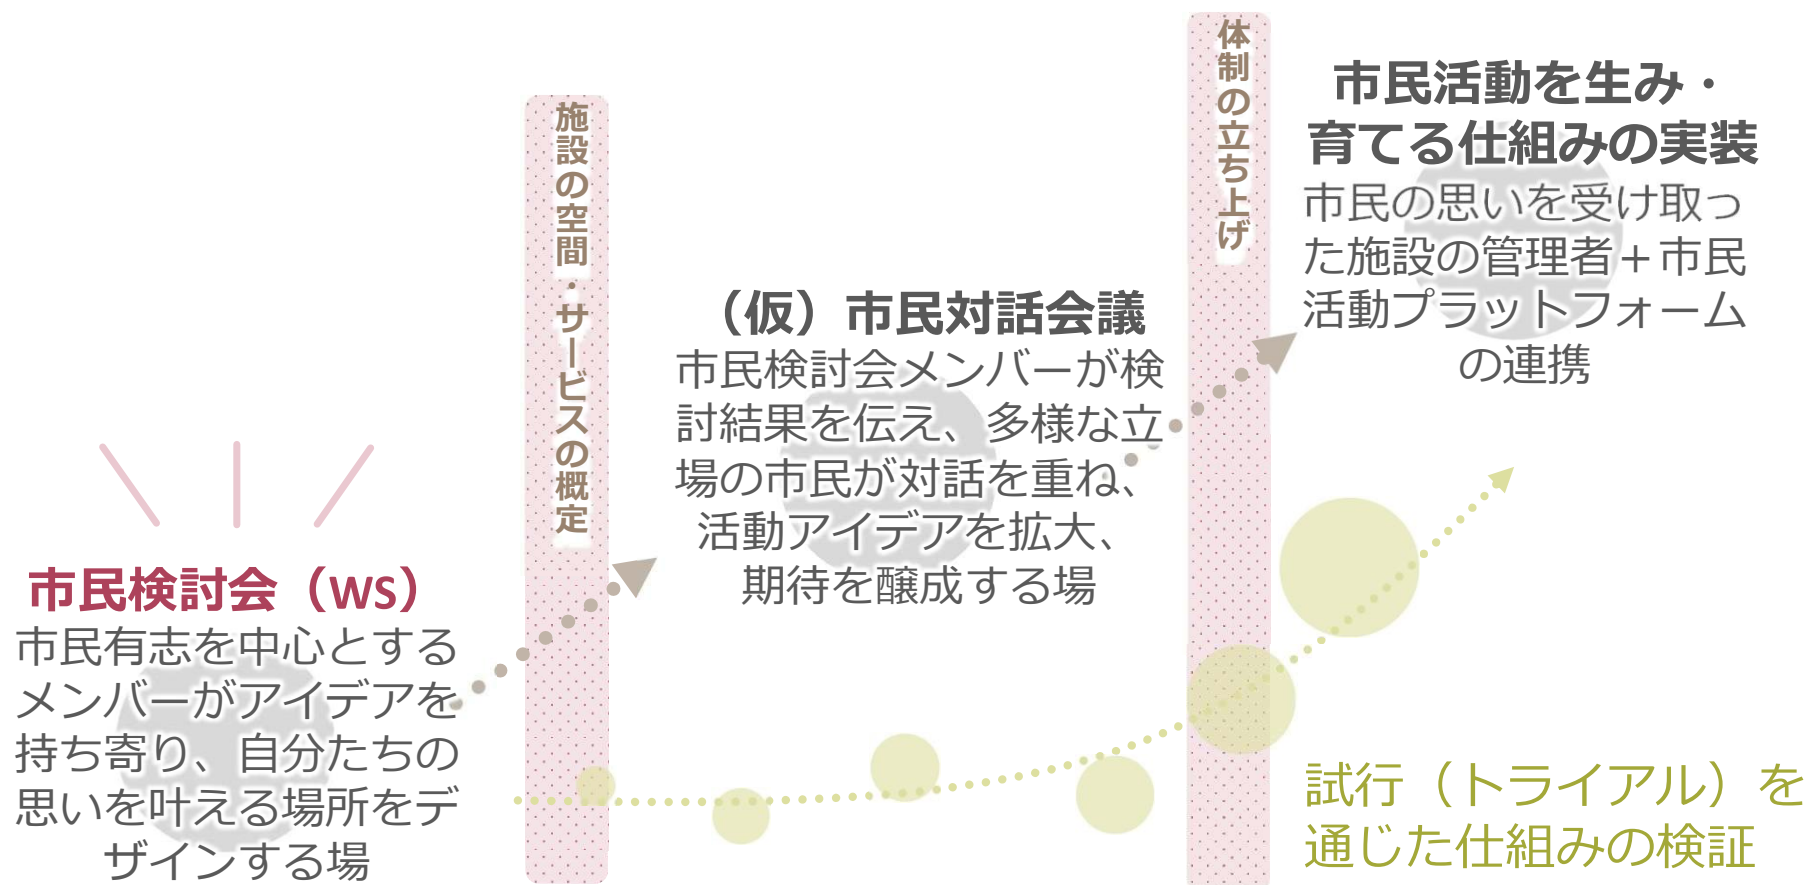 市民検討会（WS）
市民有志を中心とする
メンバーがアイデアを
持ち寄り、自分たちの
思いを叶える場所をデ
ザインする場
施設の空間・サービスの概定
（仮）市民対話会議
市民検討会メンバーが検
討結果を伝え、多様な立
場の市民が対話を重ね、
活動アイデアを拡大、
期待を醸成する場
体制の立ち上げ
市民活動を生み・
育てる仕組みの実装
市民の思いを受け取っ
た施設の管理者＋市民
活動プラットフォーム
の連携
試行（トライアル）を
通じた仕組みの検証